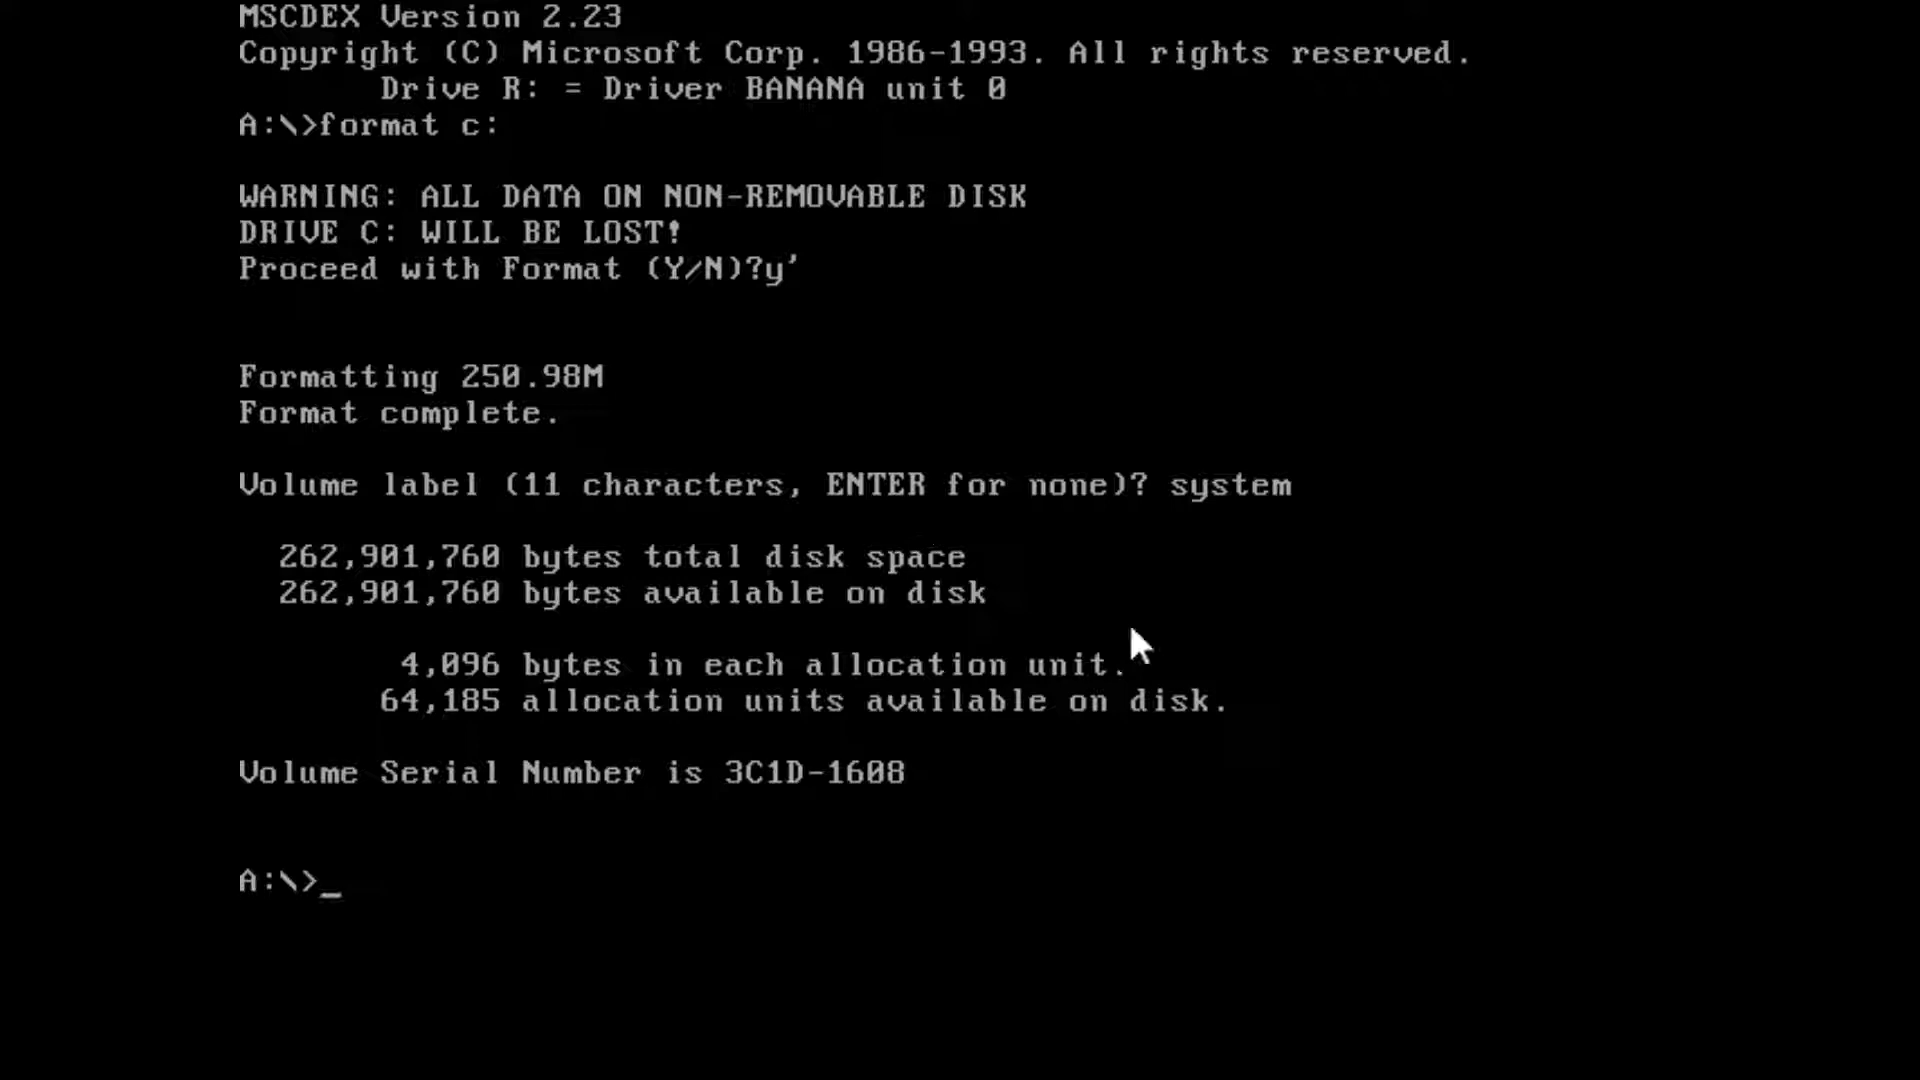 MSCDEX Version 2.23
Copyright (C) Microsoft Corp. 1986-1993. All rights reserved.
Drive R: = Driver BANANA unit 0
A:\>format c:
WARNING: ALL DATA ON NON-REMOVABLE DISK
DRIVE C: WILL BE LOST!
Proceed with Format (Y/N)?y'
Formatting 250.98M
Format complete.
Volume label (11 characters, ENTER for none)? system
262,901,760 bytes total disk space
262,901,760 bytes available on disk
4,096 bytes in each allocation unit.
64,185 allocation units available on disk.
Volume Serial Number is 3C1D-1608
A:\>_